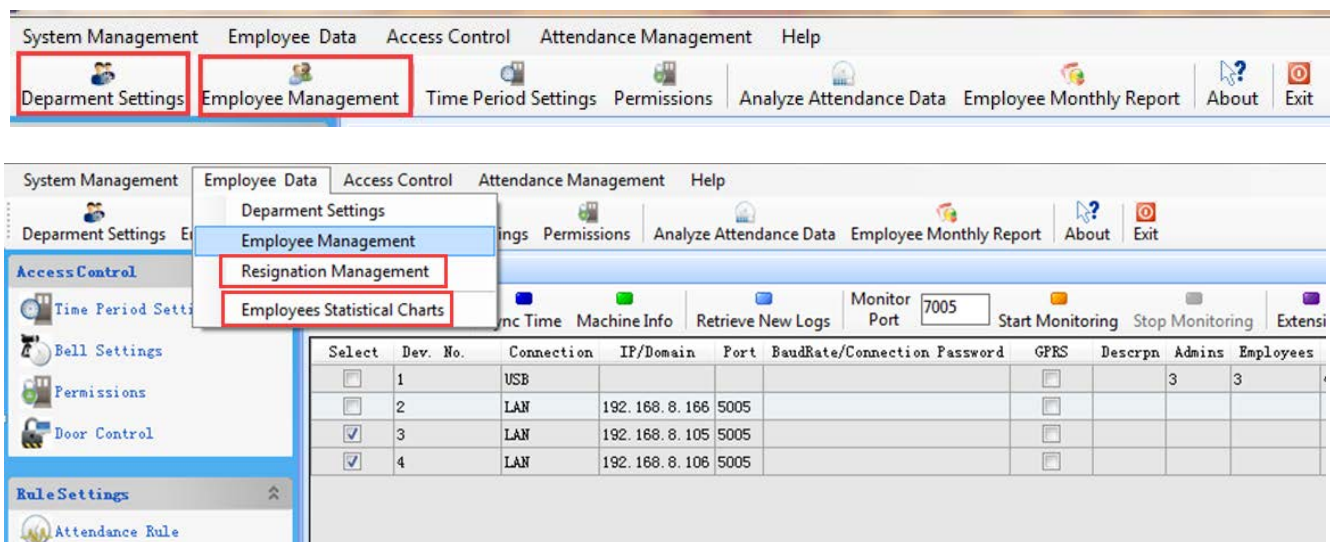 System Management Employee Data Access Control Attendance Management Help
Deparment Settings Employee Management Time Period Settings Permissions Analyze Attendance Data Employee Monthly Report About Exit
System Management Employee Data Access Control Attendance Management Help
Deparment Settings
Deparment Settings E ings Permissions Analyze Attendance Data Employee Monthly Report About Exit
Employee Management
Access Control
Resignation Management
Time Period Setti
Employees Statistical Charts
ync Time Machine Info Retrieve New Logs Monitor Port 7005 Start Monitoring Stop Monitoring Extensi
Bell Settings
Select Dev. No. Connection IP/Domain Port BaudRate/Connection Password GPRS Descrpn Admins Employees
1 USB 3 3
Permissions
2 LAN 192.168.8.166 5005
Door Control
3 LAN 192.168.8.105 5005
4 LAN 192.168.8.106 5005
Rule Settings
Attendance Rule